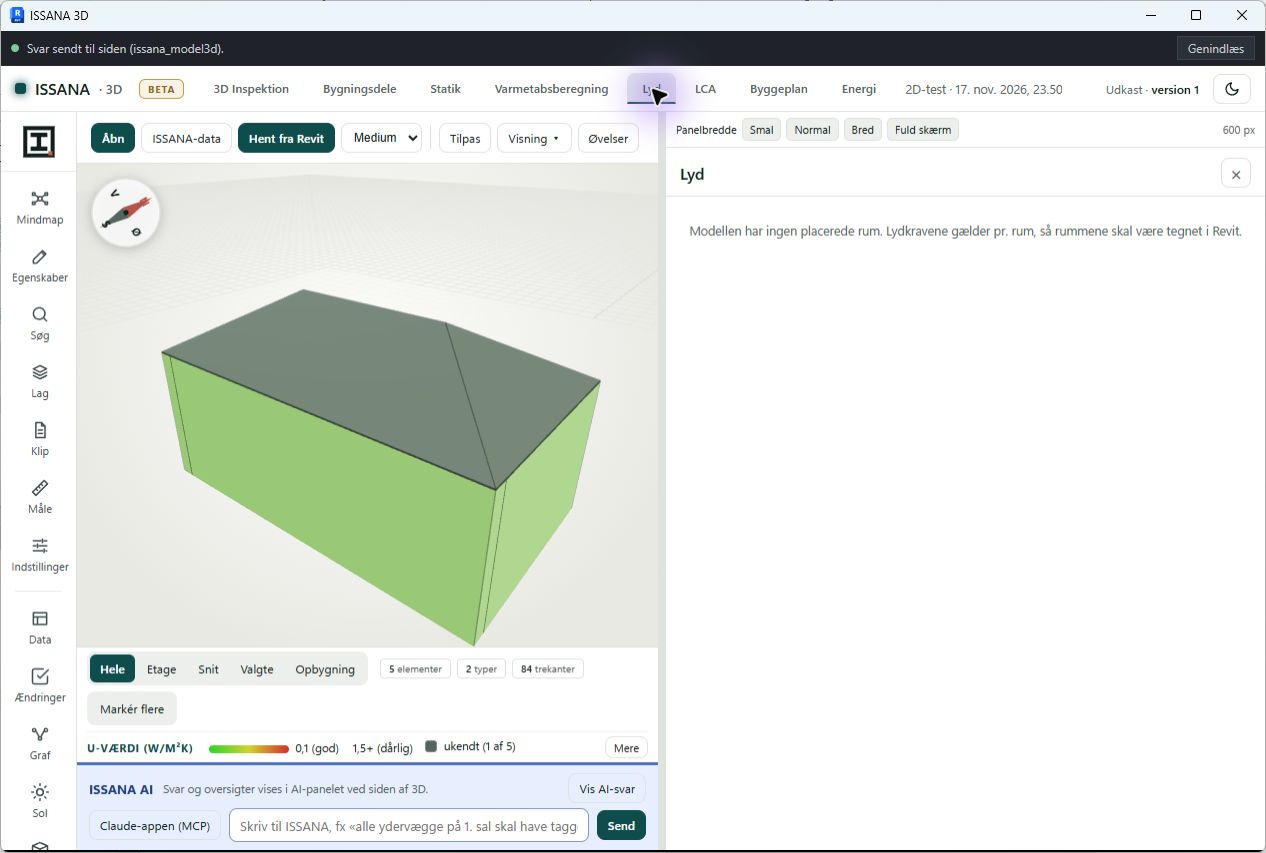 ISSANA 3D
Svar sendt til siden (issana_model3d).
Genindlæs
ISSANA · 3D BETA 3D Inspektion Bygningsdele Statik Varmetabsberegning Lyd LCA Byggeplan Energi 2D-test · 17. nov. 2026, 23.50 Udkast · version 1
Åbn ISSANA-data Hent fra Revit Medium Tilpas Visning Øvelser
Panelbredde Smal Normal Bred Fuld skærm 600 px
Lyd
Modellen har ingen placerede rum. Lydkravene gælder pr. rum, så rummene skal være tegnet i Revit.
Mindmap
Egenskaber
Søg
Lag
Klip
Måle
Indstillinger
Data
Ændringer
Graf
Sol
V
Ø
Hele Etage Snit Valgte Opbygning 5 elementer 2 typer 84 trekanter
Markér flere
U-VÆRDI (W/M²K) 0,1 (god) 1,5+ (dårlig) ukendt (1 af 5) Mere
ISSANA AI Svar og oversigter vises i AI-panelet ved siden af 3D. Vis AI-svar
Claude-appen (MCP) Skriv til ISSANA, fx «alle ydervægge på 1. sal skal have tagg Send